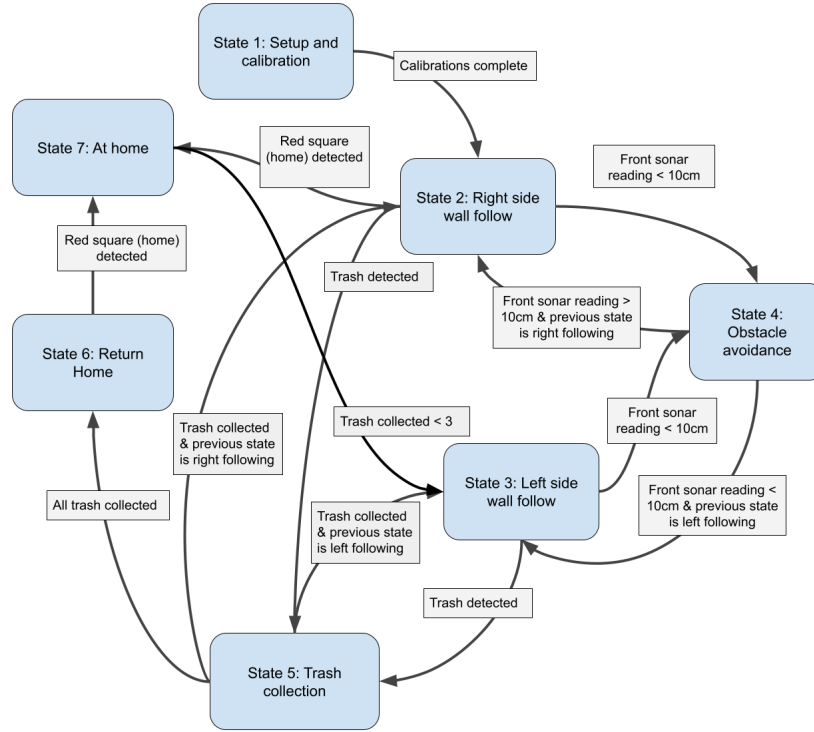 State 1: Setup and
calibration
Calibrations complete
State 7: At home
Red square
(home) detected
Front sonar
reading < 10cm
State 2: Right side
wall follow
Red square (home)
detected
Trash detected
Front sonar reading >
10cm & previous state
is right following
State 4:
Obstacle
avoidance
State 6: Return
Home
Trash collected
& previous state
is right following
Trash collected < 3
Front sonar
reading < 10cm
State 3: Left side
wall follow
All trash collected
Trash collected
& previous state
is left following
Front sonar reading <
10cm & previous state
is left following
Trash detected
State 5: Trash
collection